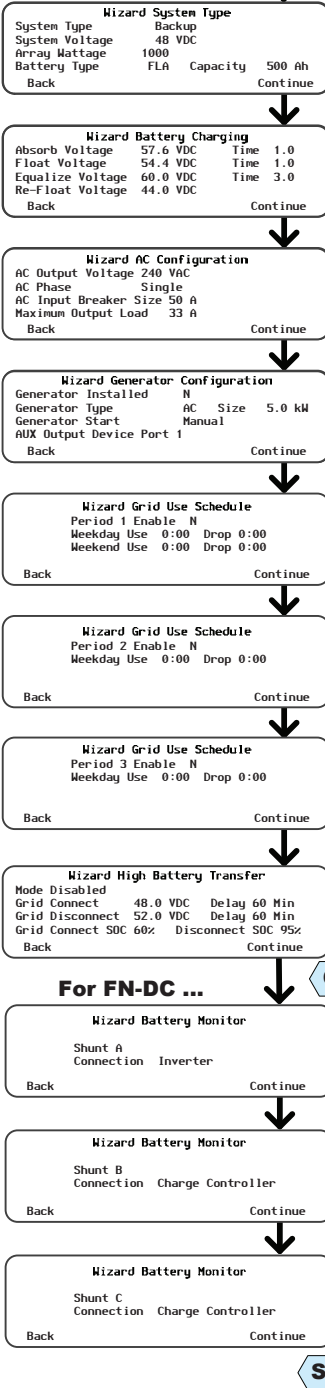 Wizard System Type
System Type Backup
System Voltage 48 VDC
Array Wattage 1000
Battery Type FLA Capacity 500 Ah
Back Continue
Wizard Battery Charging
Absorb Voltage 57.6 VDC Time 1.0
Float Voltage 54.4 VDC Time 1.0
Equalize Voltage 60.0 VDC Time 3.0
Re-Float Voltage 44.0 VDC
Back Continue
Wizard AC Configuration
AC Output Voltage 240 VAC
AC Phase Single
AC Input Breaker Size 50 A
Maximum Output Load 33 A
Back Continue
Wizard Generator Configuration
Generator Installed N
Generator Type AC Size 5.0 kW
Generator Start Manual
AUX Output Device Port 1
Back Continue
Wizard Grid Use Schedule
Period 1 Enable N
Weekday Use 0:00 Drop 0:00
Weekend Use 0:00 Drop 0:00
Back Continue
Wizard Grid Use Schedule
Period 2 Enable N
Weekday Use 0:00 Drop 0:00
Back Continue
Wizard Grid Use Schedule
Period 3 Enable N
Weekday Use 0:00 Drop 0:00
Back Continue
Wizard High Battery Transfer
Mode Disabled
Grid Connect 48.0 VDC Delay 60 Min
Grid Disconnect 52.0 VDC Delay 60 Min
Grid Connect SOC 60% Disconnect SOC 95%
Back Continue
For FN-DC ...
Wizard Battery Monitor
Shunt A
Connection Inverter
Back Continue
Wizard Battery Monitor
Shunt B
Connection Charge Controller
Back Continue
Wizard Battery Monitor
Shunt C
Connection Charge Controller
Back Continue
S